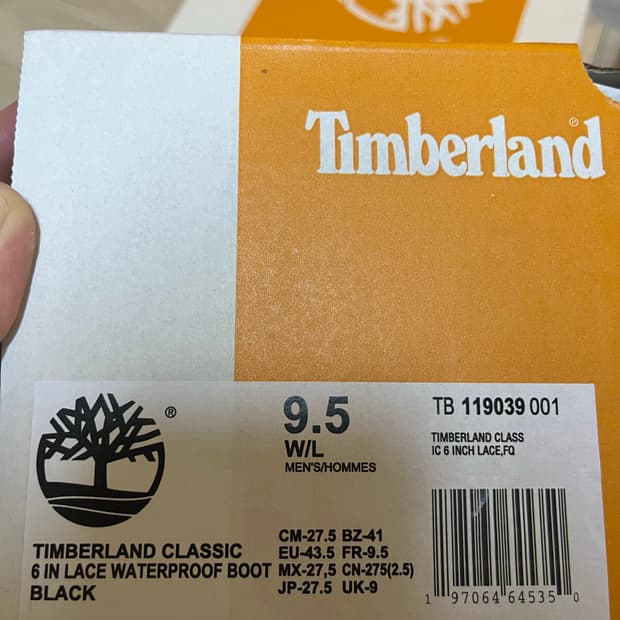 Timberland®
®
9.5
W/L
MEN'S/HOMMES
TB 119039 001
TIMBERLAND CLASS
IC 6 INCH LACE,FQ
TIMBERLAND CLASSIC
6 IN LACE WATERPROOF BOOT
BLACK
CM-27.5 BZ-41
EU-43.5 FR-9.5
MX-27,5 CN-275(2.5)
JP-27.5 UK-9
1 97064 64535 0